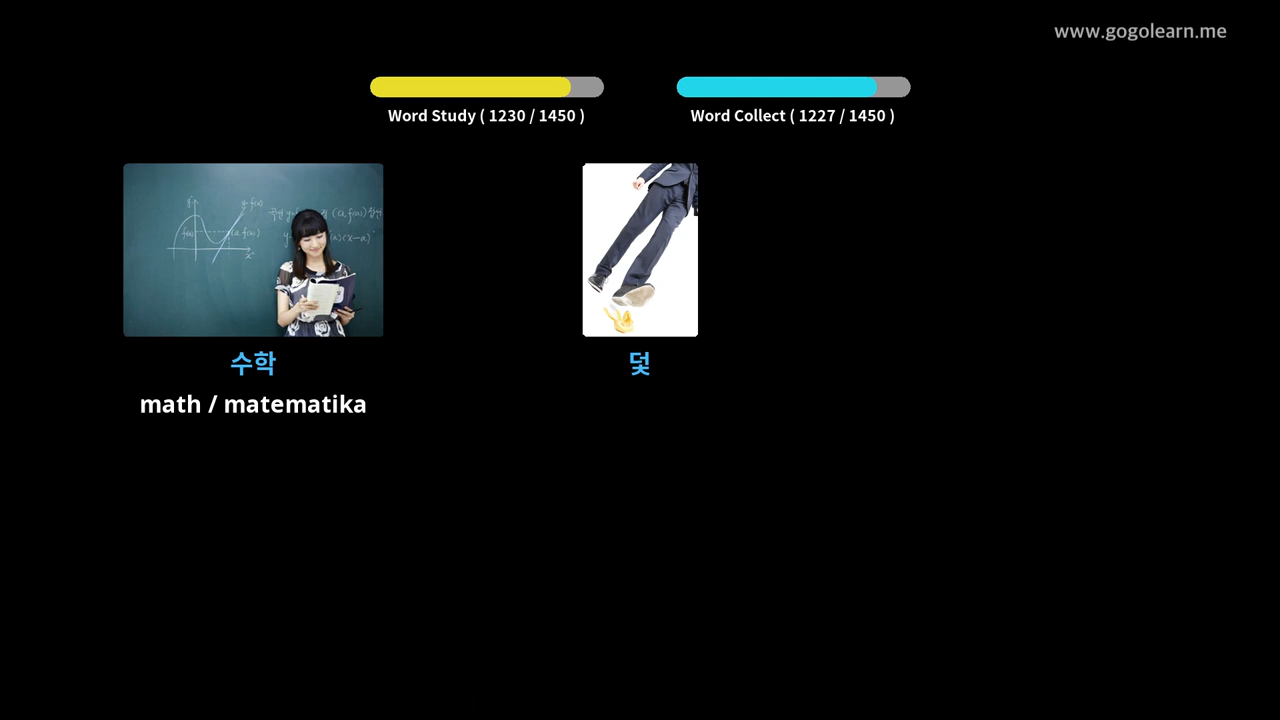 www.gogolearn.me
Word Study ( 1230 / 1450 )
Word Collect ( 1227 / 1450 )
y=f(x)
f(a)
(a, f(a))
x
수학
덫
math / matematika